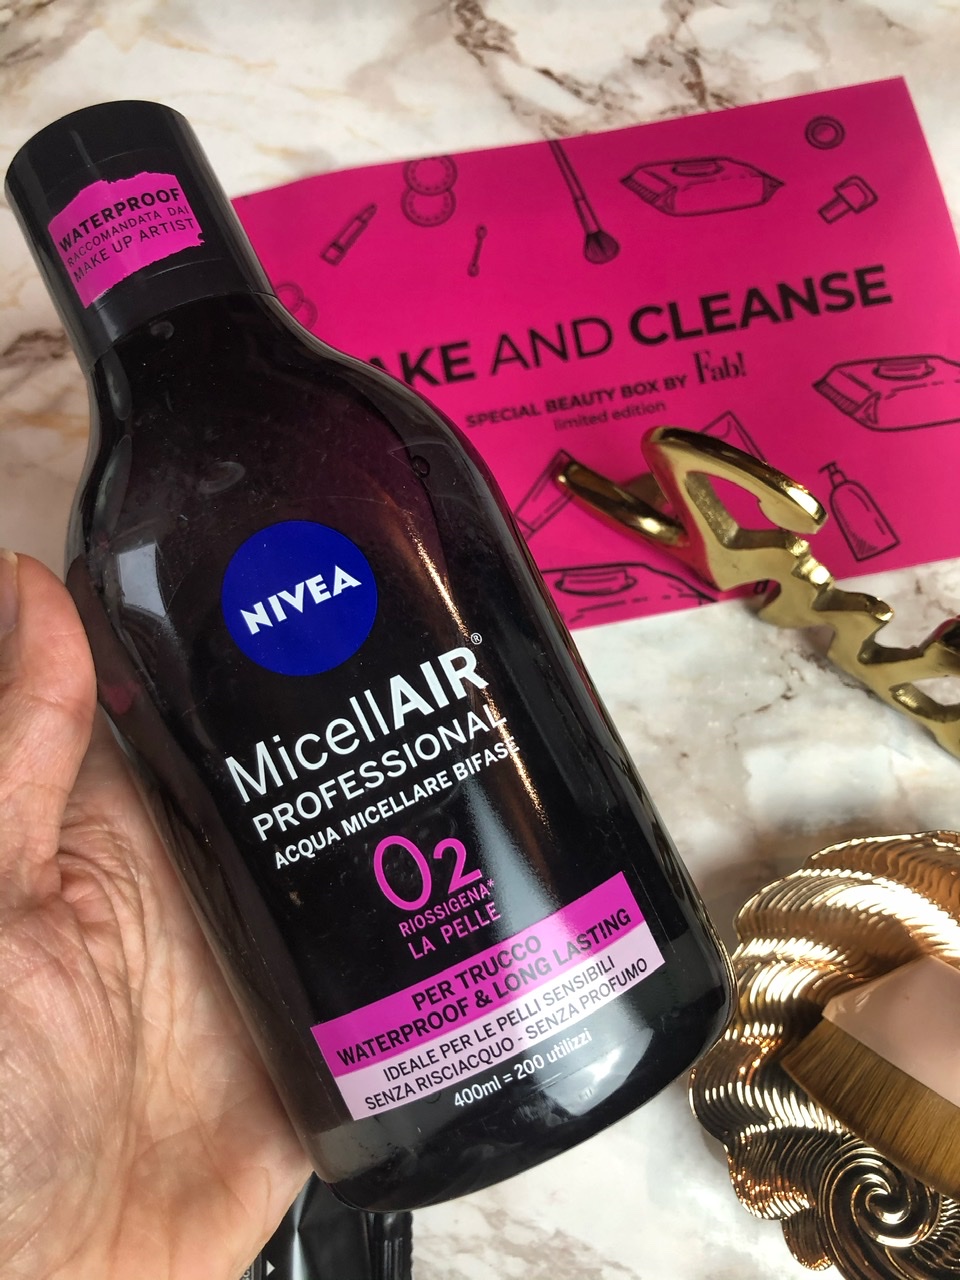 WATERPROOF
RACCOMANDATA DAI
MAKE UP ARTIST
AKE AND CLEANSE
SPECIAL BEAUTY BOX BY Fab!
limited edition
NIVEA
MicellAIR®
PROFESSIONAL
ACQUA MICELLARE BIFASE
O2
RIOSSIGENA*
LA PELLE
PER TRUCCO
WATERPROOF & LONG LASTING
IDEALE PER LE PELLI SENSIBILI
SENZA RISCIACQUO - SENZA PROFUMO
400ml = 200 utilizzi